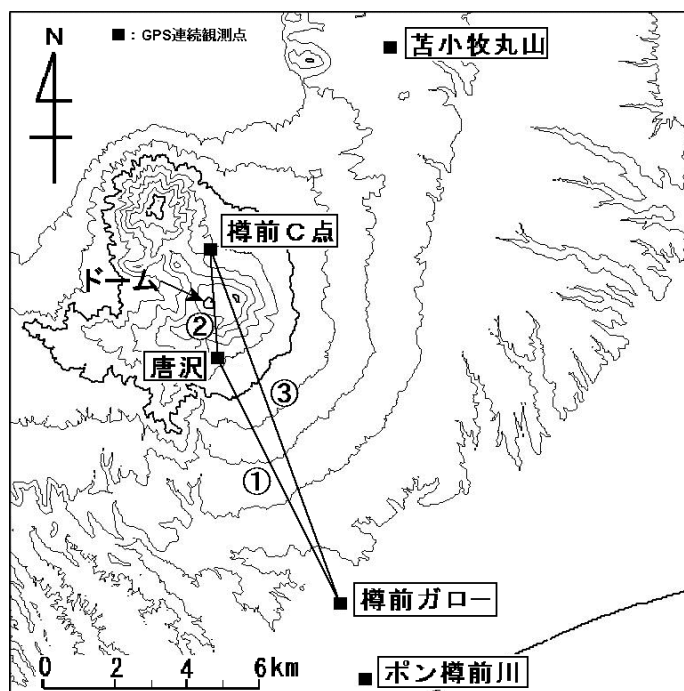 N
■：GPS連続観測点
苫小牧丸山
樽前C点
ドーム
②
唐沢
③
①
樽前ガロー
0 2 4 6km
ポン樽前川